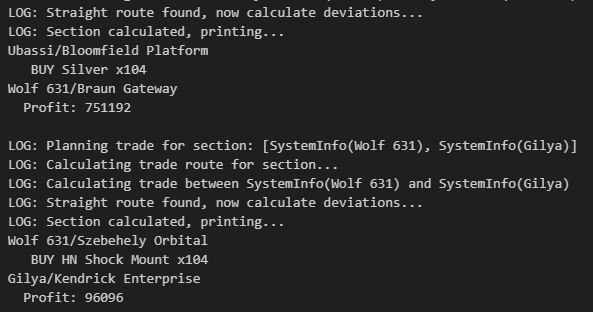 LOG: Straight route found, now calculate deviations...
LOG: Section calculated, printing...
Ubassi/Bloomfield Platform
   BUY Silver x104
Wolf 631/Braun Gateway
  Profit: 751192

LOG: Planning trade for section: [SystemInfo(Wolf 631), SystemInfo(Gilya)]
LOG: Calculating trade route for section...
LOG: Calculating trade between SystemInfo(Wolf 631) and SystemInfo(Gilya)
LOG: Straight route found, now calculate deviations...
LOG: Section calculated, printing...
Wolf 631/Szebehely Orbital
   BUY HN Shock Mount x104
Gilya/Kendrick Enterprise
  Profit: 96096